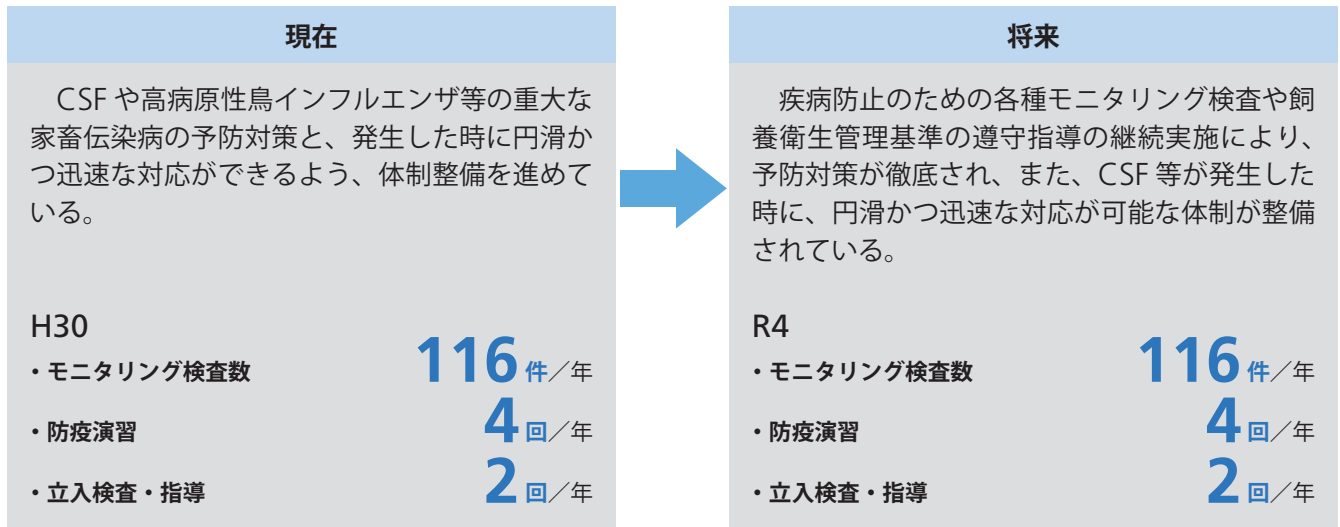 現在
CSF や高病原性鳥インフルエンザ等の重大な
家畜伝染病の予防対策と、発生した時に円滑か
つ迅速な対応ができるよう、体制整備を進めて
いる。
H30
・モニタリング検査数 116 件／年
・防疫演習 4 回／年
・立入検査・指導 2 回／年
将来
疾病防止のための各種モニタリング検査や飼
養衛生管理基準の遵守指導の継続実施により、
予防対策が徹底され、また、CSF 等が発生した
時に、円滑かつ迅速な対応が可能な体制が整備
されている。
R4
・モニタリング検査数 116 件／年
・防疫演習 4 回／年
・立入検査・指導 2 回／年